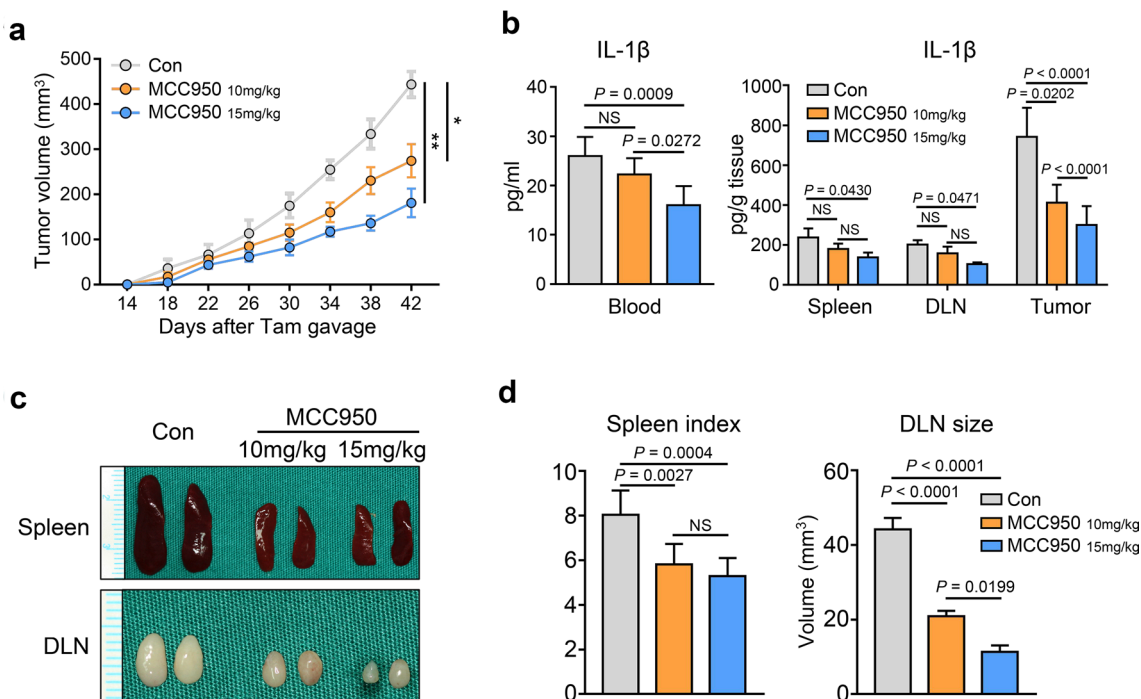 a
Tumor volume (mm³)
500
400
300
200
100
0
Con
MCC950 10mg/kg
MCC950 15mg/kg
*
**
14 18 22 26 30 34 38 42
Days after Tam gavage
b
IL-1β
pg/ml
40
30
20
10
0
P = 0.0009
NS
P = 0.0272
Blood
IL-1β
pg/g tissue
1000
800
600
400
200
0
Con
MCC950 10mg/kg
MCC950 15mg/kg
P < 0.0001
P = 0.0202
P < 0.0001
P = 0.0430
NS
NS
P = 0.0471
NS
NS
Spleen DLN Tumor
c
Con
MCC950
10mg/kg 15mg/kg
Spleen
DLN
d
Spleen index
10
8
6
4
2
0
P = 0.0004
P = 0.0027
NS
DLN size
Volume (mm³)
60
40
20
0
P < 0.0001
P < 0.0001
P = 0.0199
Con
MCC950 10mg/kg
MCC950 15mg/kg